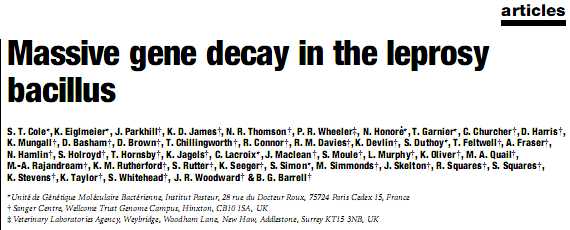 articles
Massive gene decay in the leprosy
bacillus
S. T. Cole*, K. Eiglmeier*, J. Parkhill†, K. D. James†, N. R. Thomson†, P. R. Wheeler‡, N. Honoré*, T. Garnier*, C. Churcher†, D. Harris†,
K. Mungall†, D. Basham†, D. Brown†, T. Chillingworth†, R. Connor†, R. M. Davies†, K. Devlin†, S. Duthoy*, T. Feltwell†, A. Fraser†,
N. Hamlin†, S. Holroyd†, T. Hornsby†, K. Jagels†, C. Lacroix*, J. Maclean†, S. Moule†, L. Murphy†, K. Oliver†, M. A. Quail†,
M.-A. Rajandream†, K. M. Rutherford†, S. Rutter†, K. Seeger†, S. Simon*, M. Simmonds†, J. Skelton†, R. Squares†, S. Squares†,
K. Stevens†, K. Taylor†, S. Whitehead†, J. R. Woodward† & B. G. Barrell†
* Unité de Génétique Moléculaire Bactérienne, Institut Pasteur, 28 rue du Docteur Roux, 75724 Paris Cedex 15, France
† Sanger Centre, Wellcome Trust Genome Campus, Hinxton, CB10 1SA, UK
‡ Veterinary Laboratories Agency, Weybridge, Woodham Lane, New Haw, Addlestone, Surrey KT15 3NB, UK